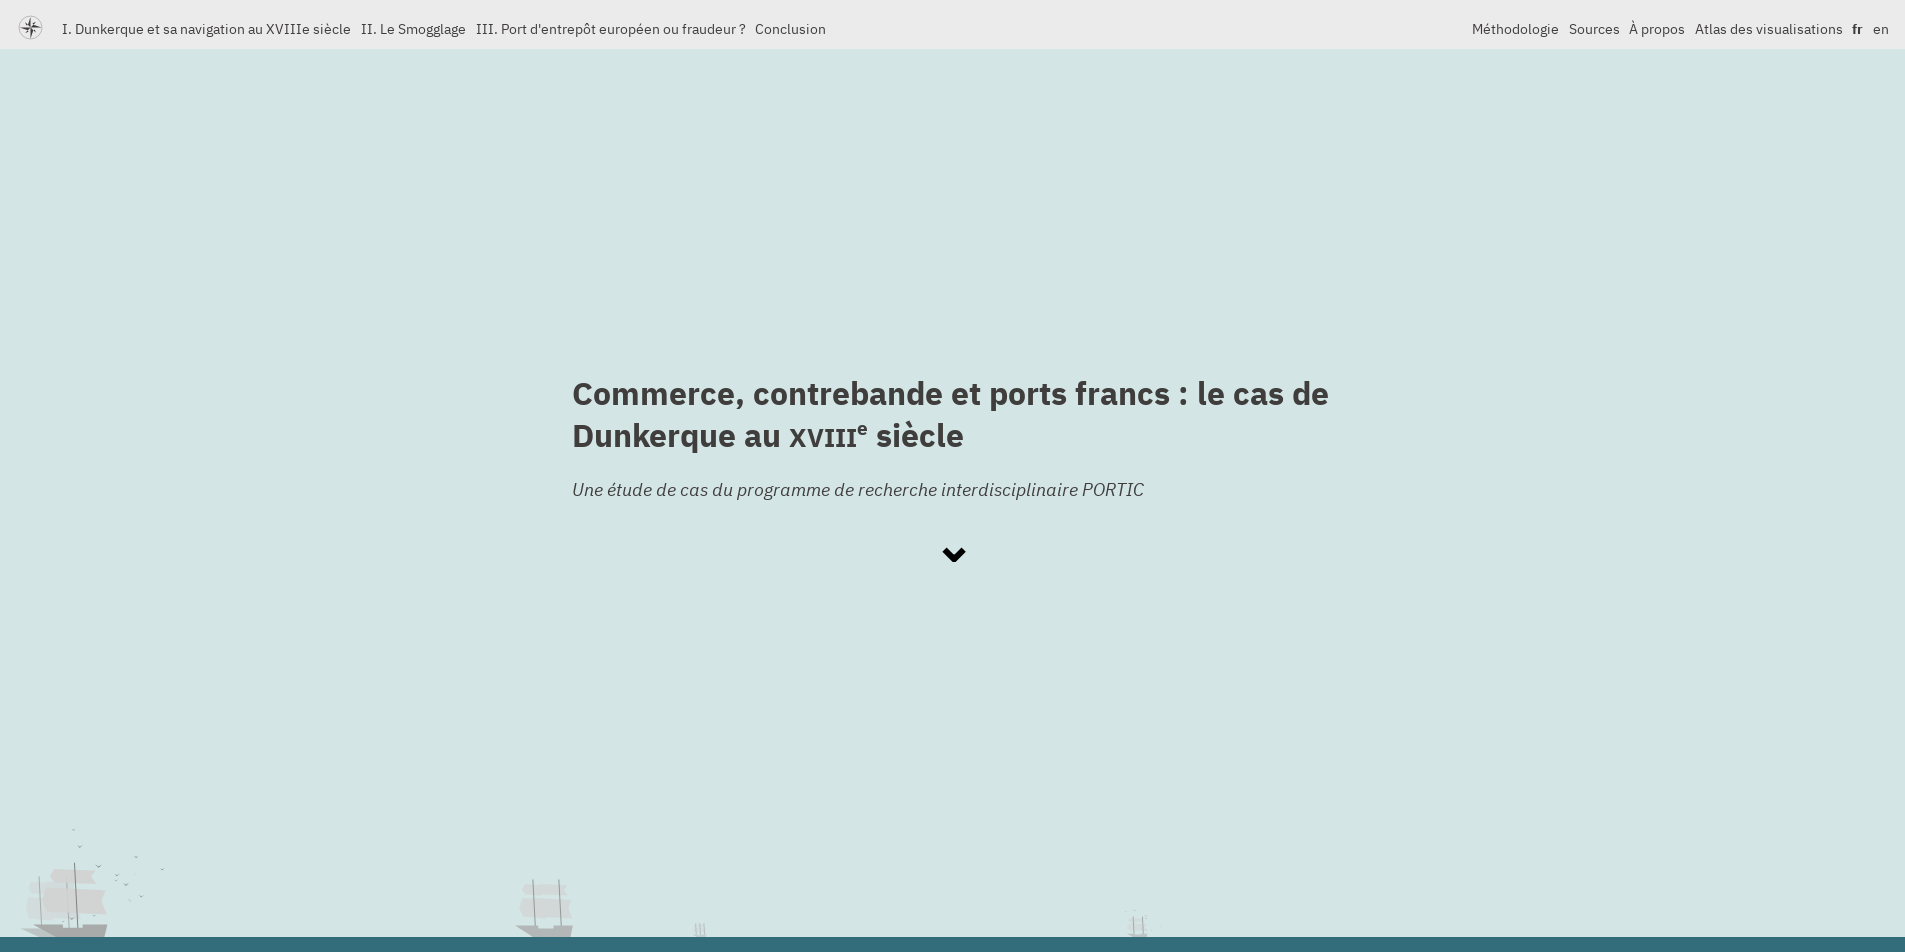 I. Dunkerque et sa navigation au XVIIIe siècle II. Le Smogglage III. Port d'entrepôt européen ou fraudeur ? Conclusion Méthodologie Sources À propos Atlas des visualisations fr en
Commerce, contrebande et ports francs : le cas de
Dunkerque au XVIIIe siècle
Une étude de cas du programme de recherche interdisciplinaire PORTIC